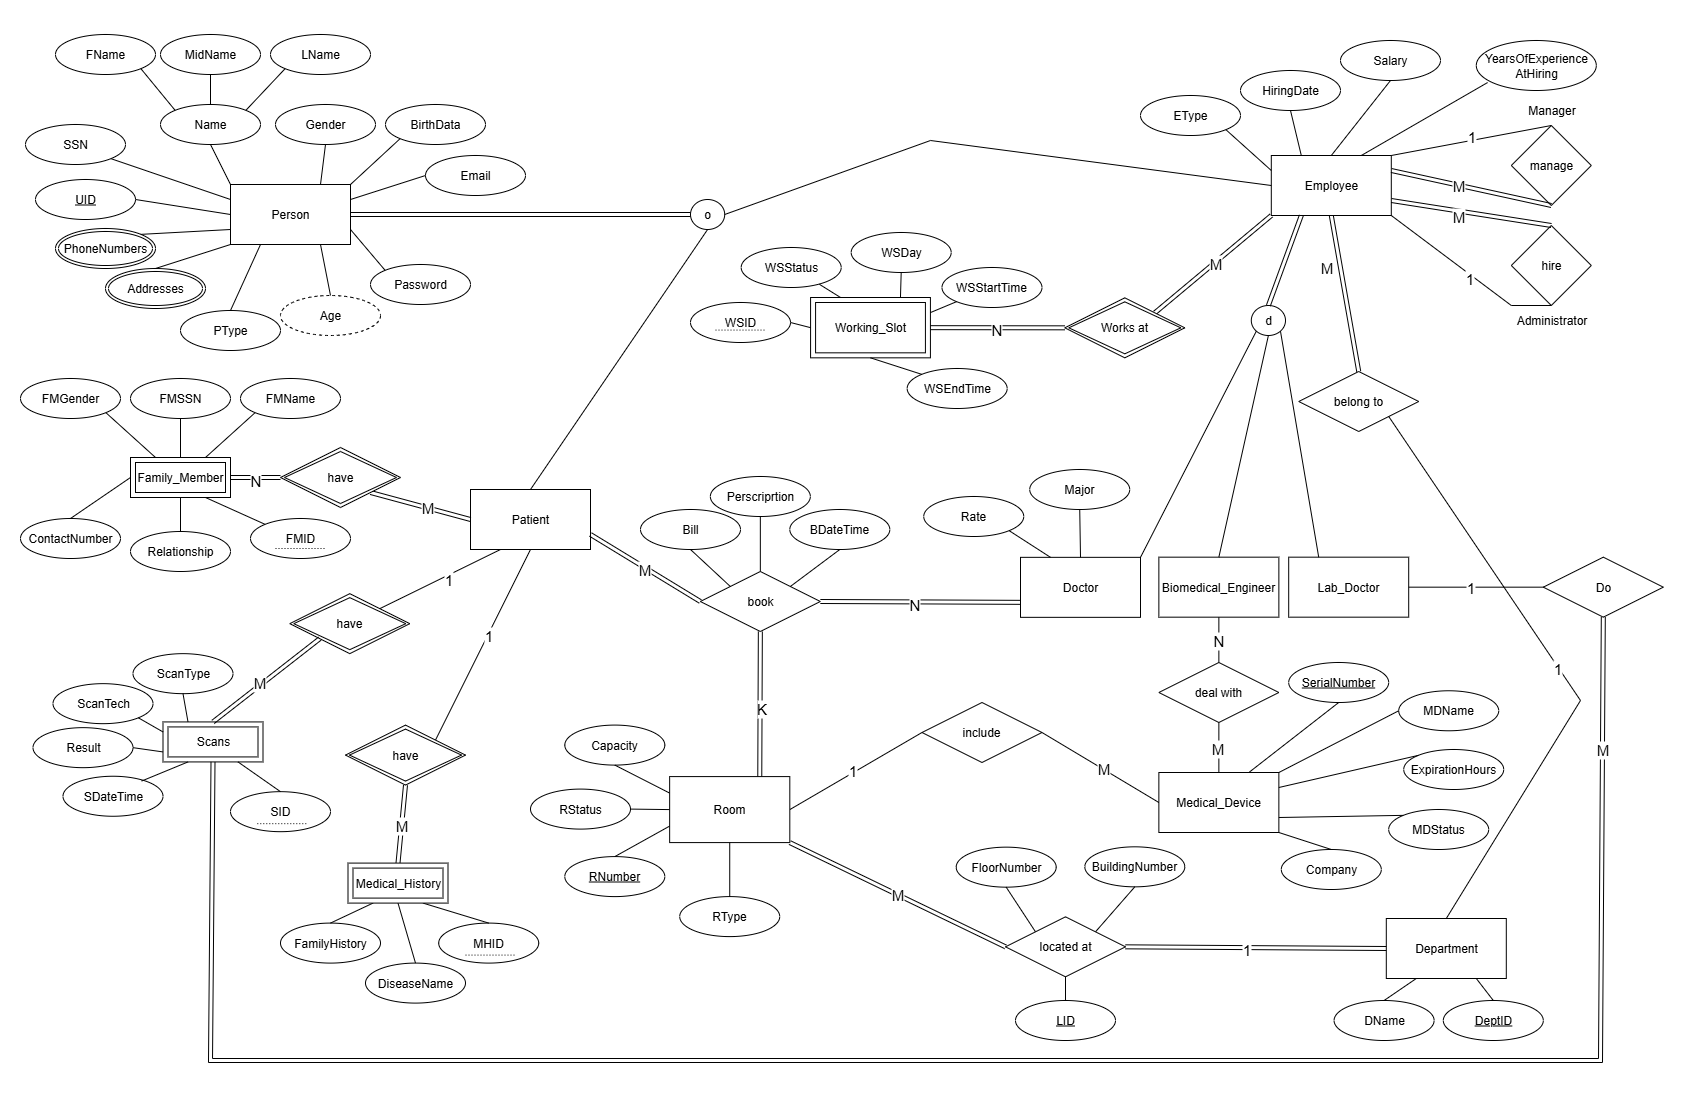 FName
MidName
LName
Name
Gender
BirthData
SSN
Email
UID
Person
PhoneNumbers
Addresses
Password
PType
Age
o
EType
HiringDate
Salary
YearsOfExperience
AtHiring
Manager
1
manage
Employee
M
M
hire
1
Administrator
M
M
WSStatus
WSDay
WSStartTime
WSID
Working_Slot
N
Works at
WSEndTime
d
belong to
FMGender
FMSSN
FMName
Family_Member
N
have
M
Patient
ContactNumber
Relationship
FMID
Bill
Perscriprtion
BDateTime
M
book
N
Rate
Major
Doctor
Biomedical_Engineer
Lab_Doctor
1
Do
1
have
1
M
ScanType
ScanTech
Result
Scans
SDateTime
SID
have
M
Medical_History
FamilyHistory
MHID
DiseaseName
K
Capacity
RStatus
Room
RNumber
RType
1
include
M
N
deal with
M
SerialNumber
MDName
ExpirationHours
Medical_Device
MDStatus
Company
1
M
M
FloorNumber
BuildingNumber
located at
1
Department
LID
DName
DeptID